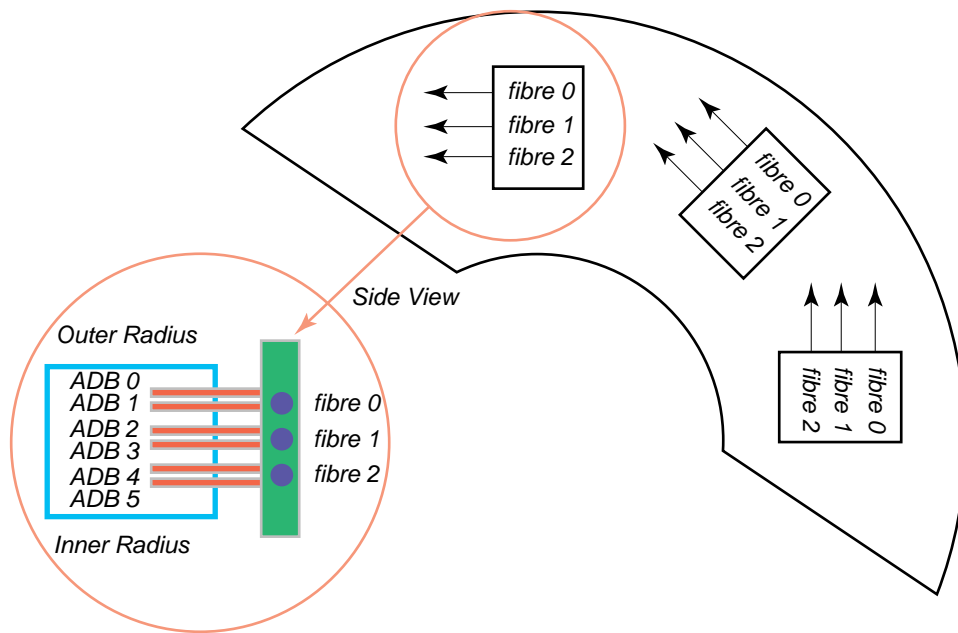 fibre 0
fibre 1
fibre 2
fibre 0
fibre 1
fibre 2
Side View
fibre 0
fibre 1
fibre 2
Outer Radius
ADB 0
ADB 1
ADB 2
ADB 3
ADB 4
ADB 5
fibre 0
fibre 1
fibre 2
Inner Radius